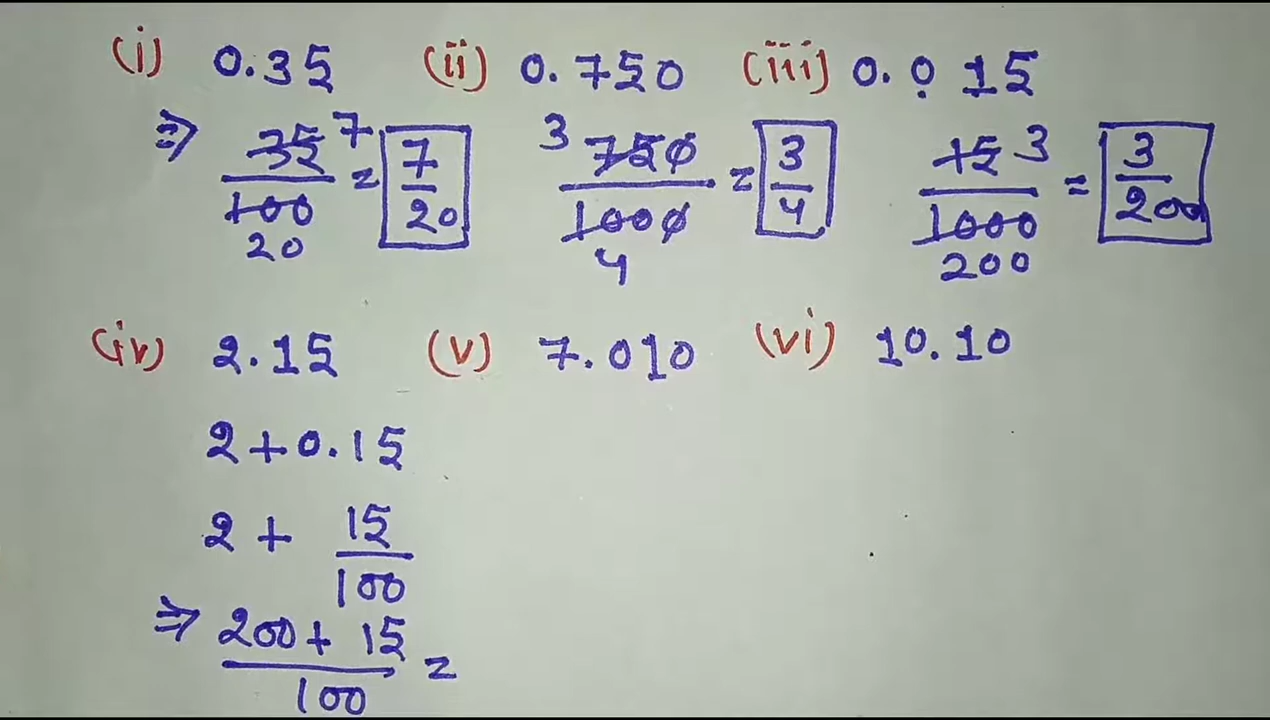 (i) 0.35 (ii) 0.750 (iii) 0.015
⇒ 35/100 7 20 = 7/20 3 750/1000 4 = 3/4 15/1000 3 200 = 3/200
(iv) 2.15 (v) 7.010 (vi) 10.10
2+0.15
2 + 15/100
⇒ 200 + 15/100 =